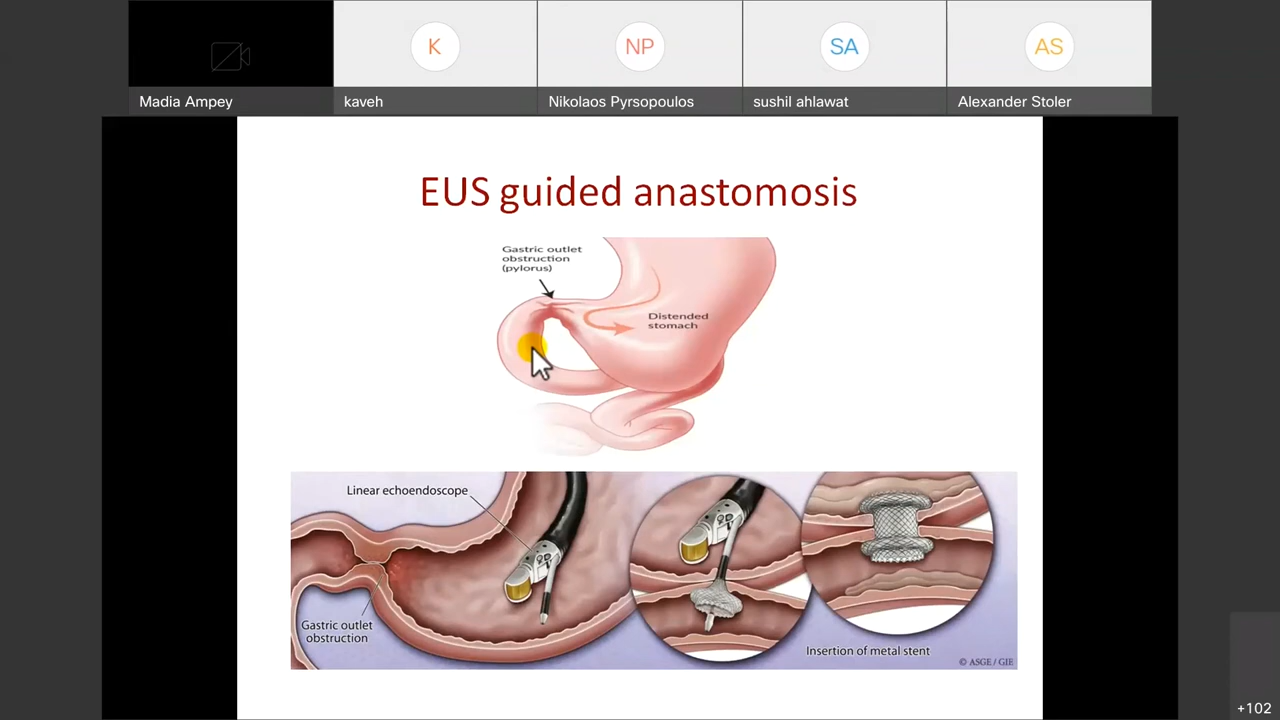 K
NP
SA
AS
Madia Ampey
kaveh
Nikolaos Pyrsopoulos
sushil ahlawat
Alexander Stoler
EUS guided anastomosis
Gastric outlet
obstruction
(pylorus)
Distended
stomach
Linear echoendoscope
Gastric outlet
obstruction
Insertion of metal stent
© ASGE / GIE
+102